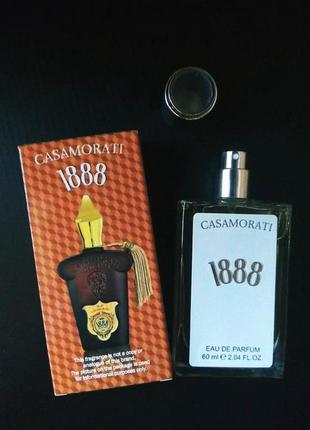 CASAMORATI
1888
This fragrance is not a copy or
analogue of this brand.
The picture on the package is used
for informational purposes only.
CASAMORATI
1888
EAU DE PARFUM
60 ml ℮ 2.04 FL.OZ.